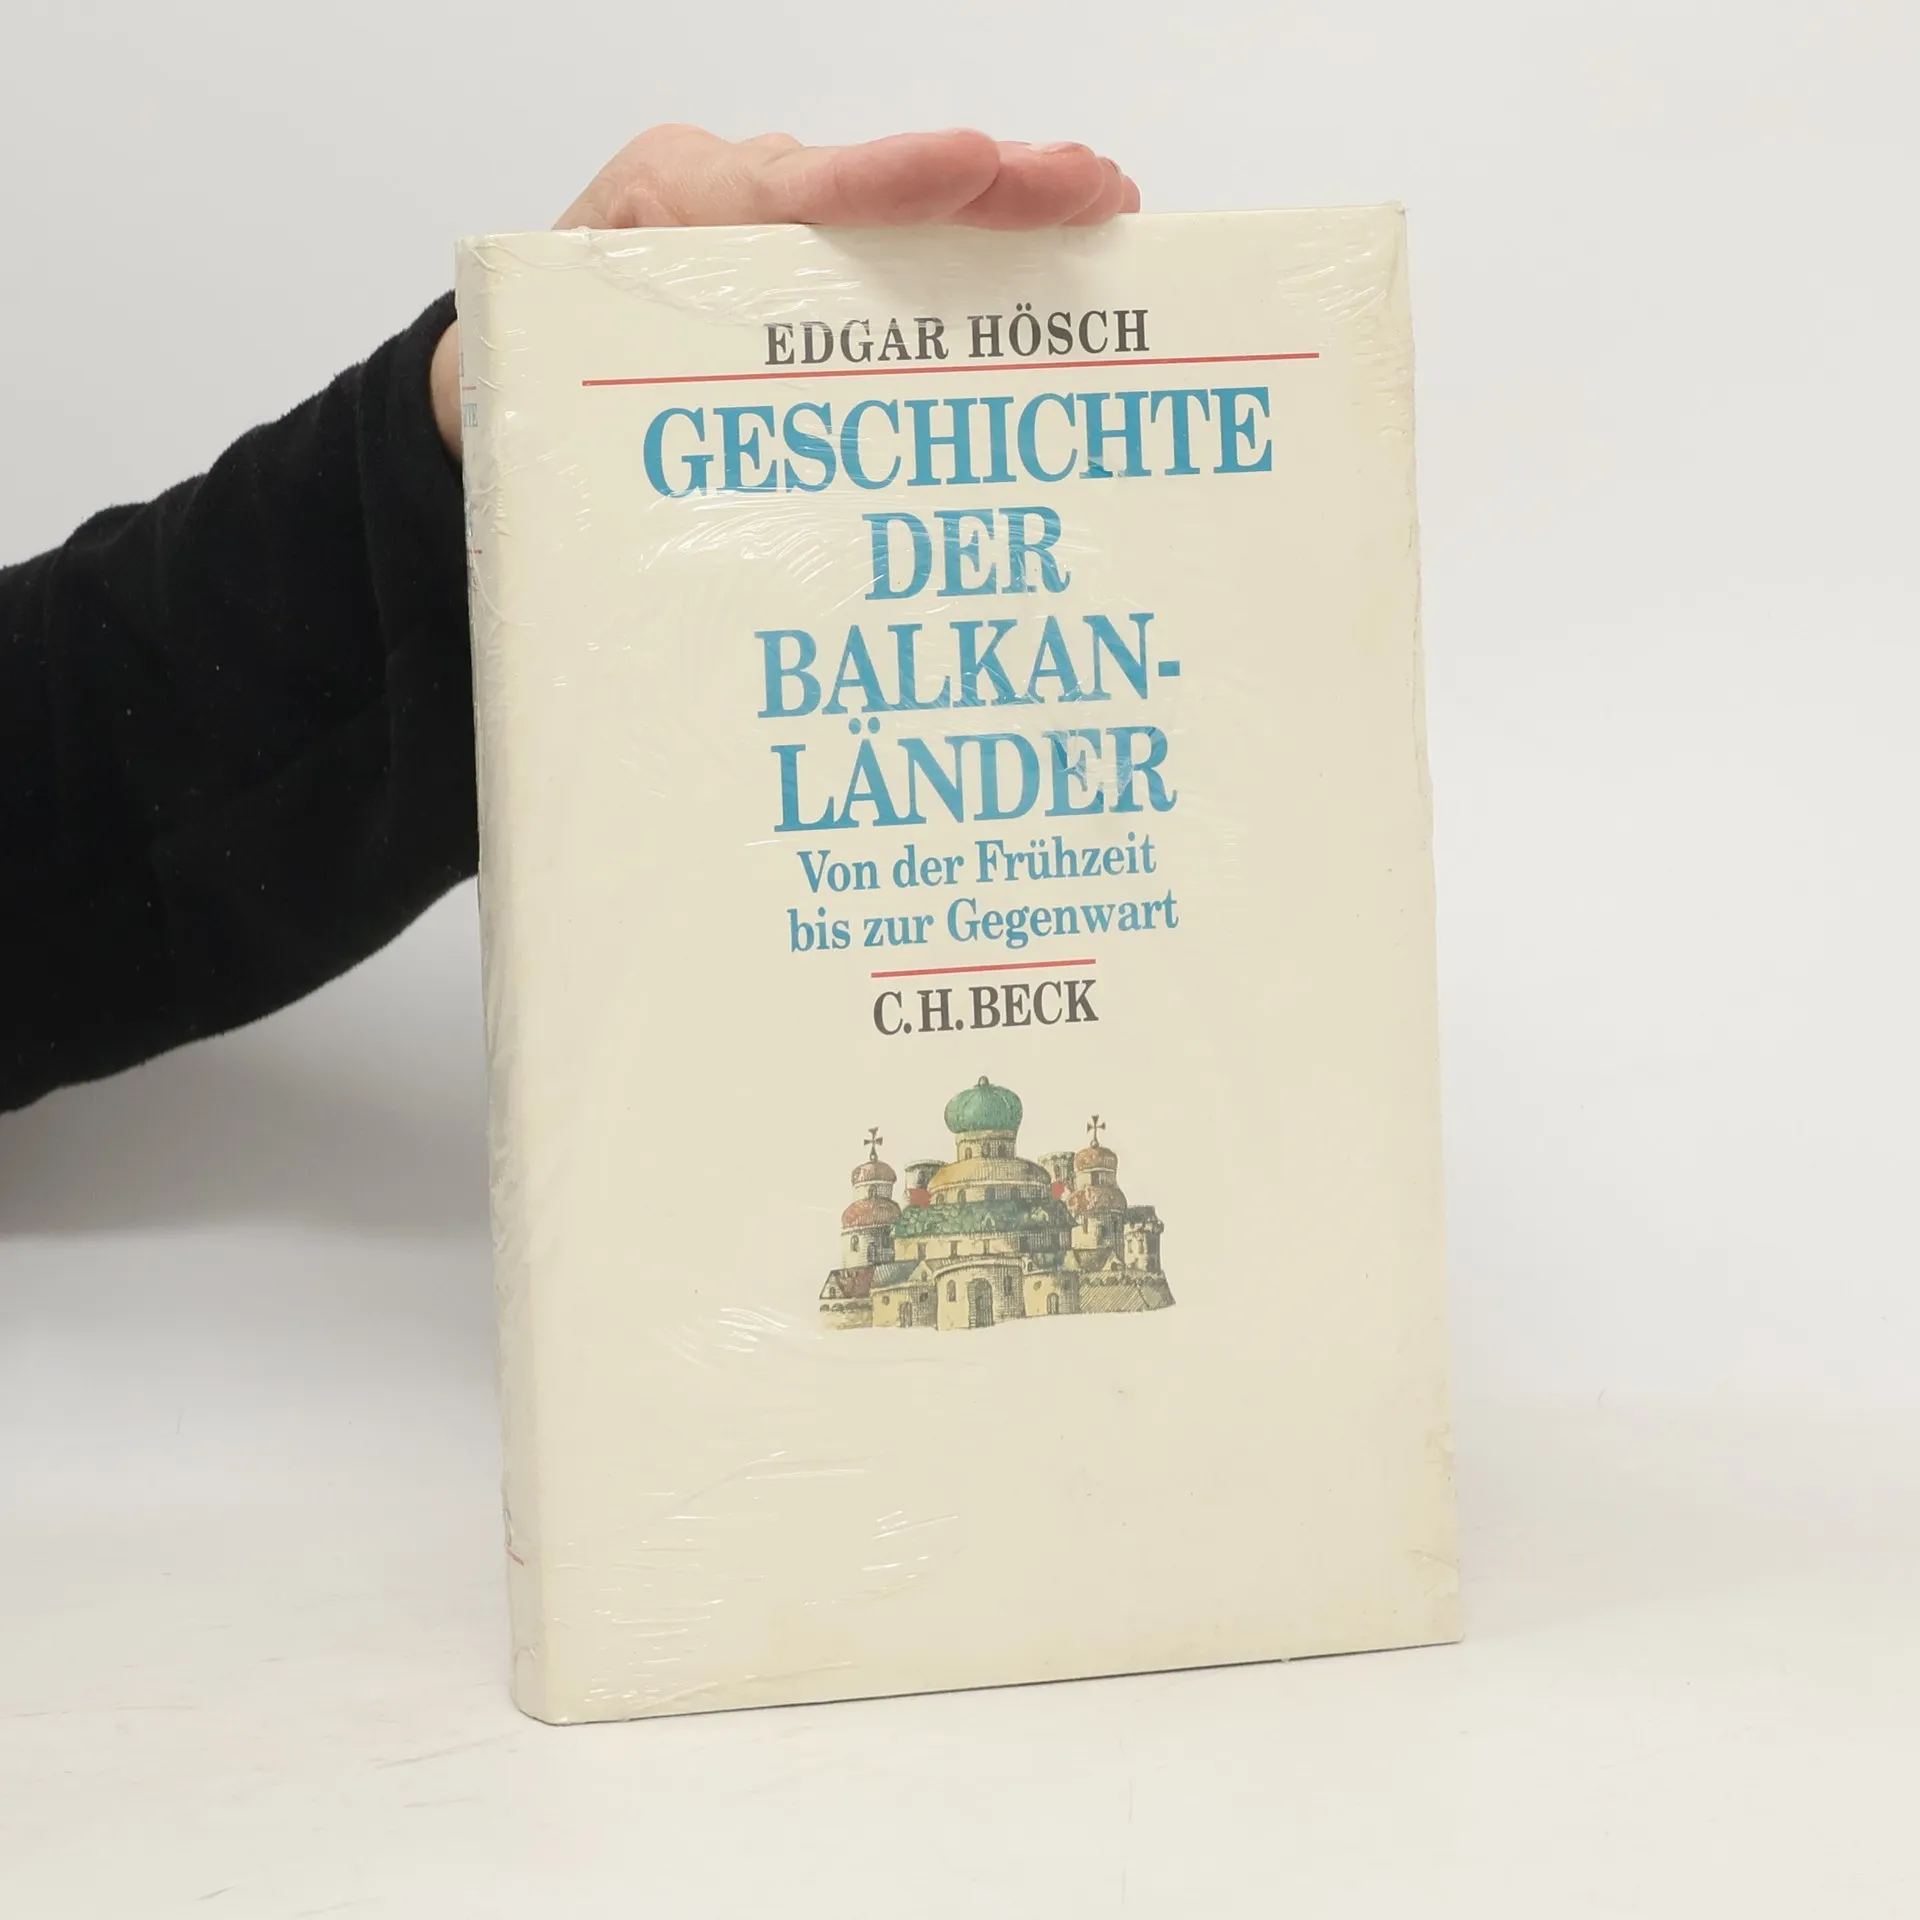 EDGAR HÖSCH
GESCHICHTE
DER
BALKAN-
LÄNDER
Von der Frühzeit
bis zur Gegenwart
C.H.BECK